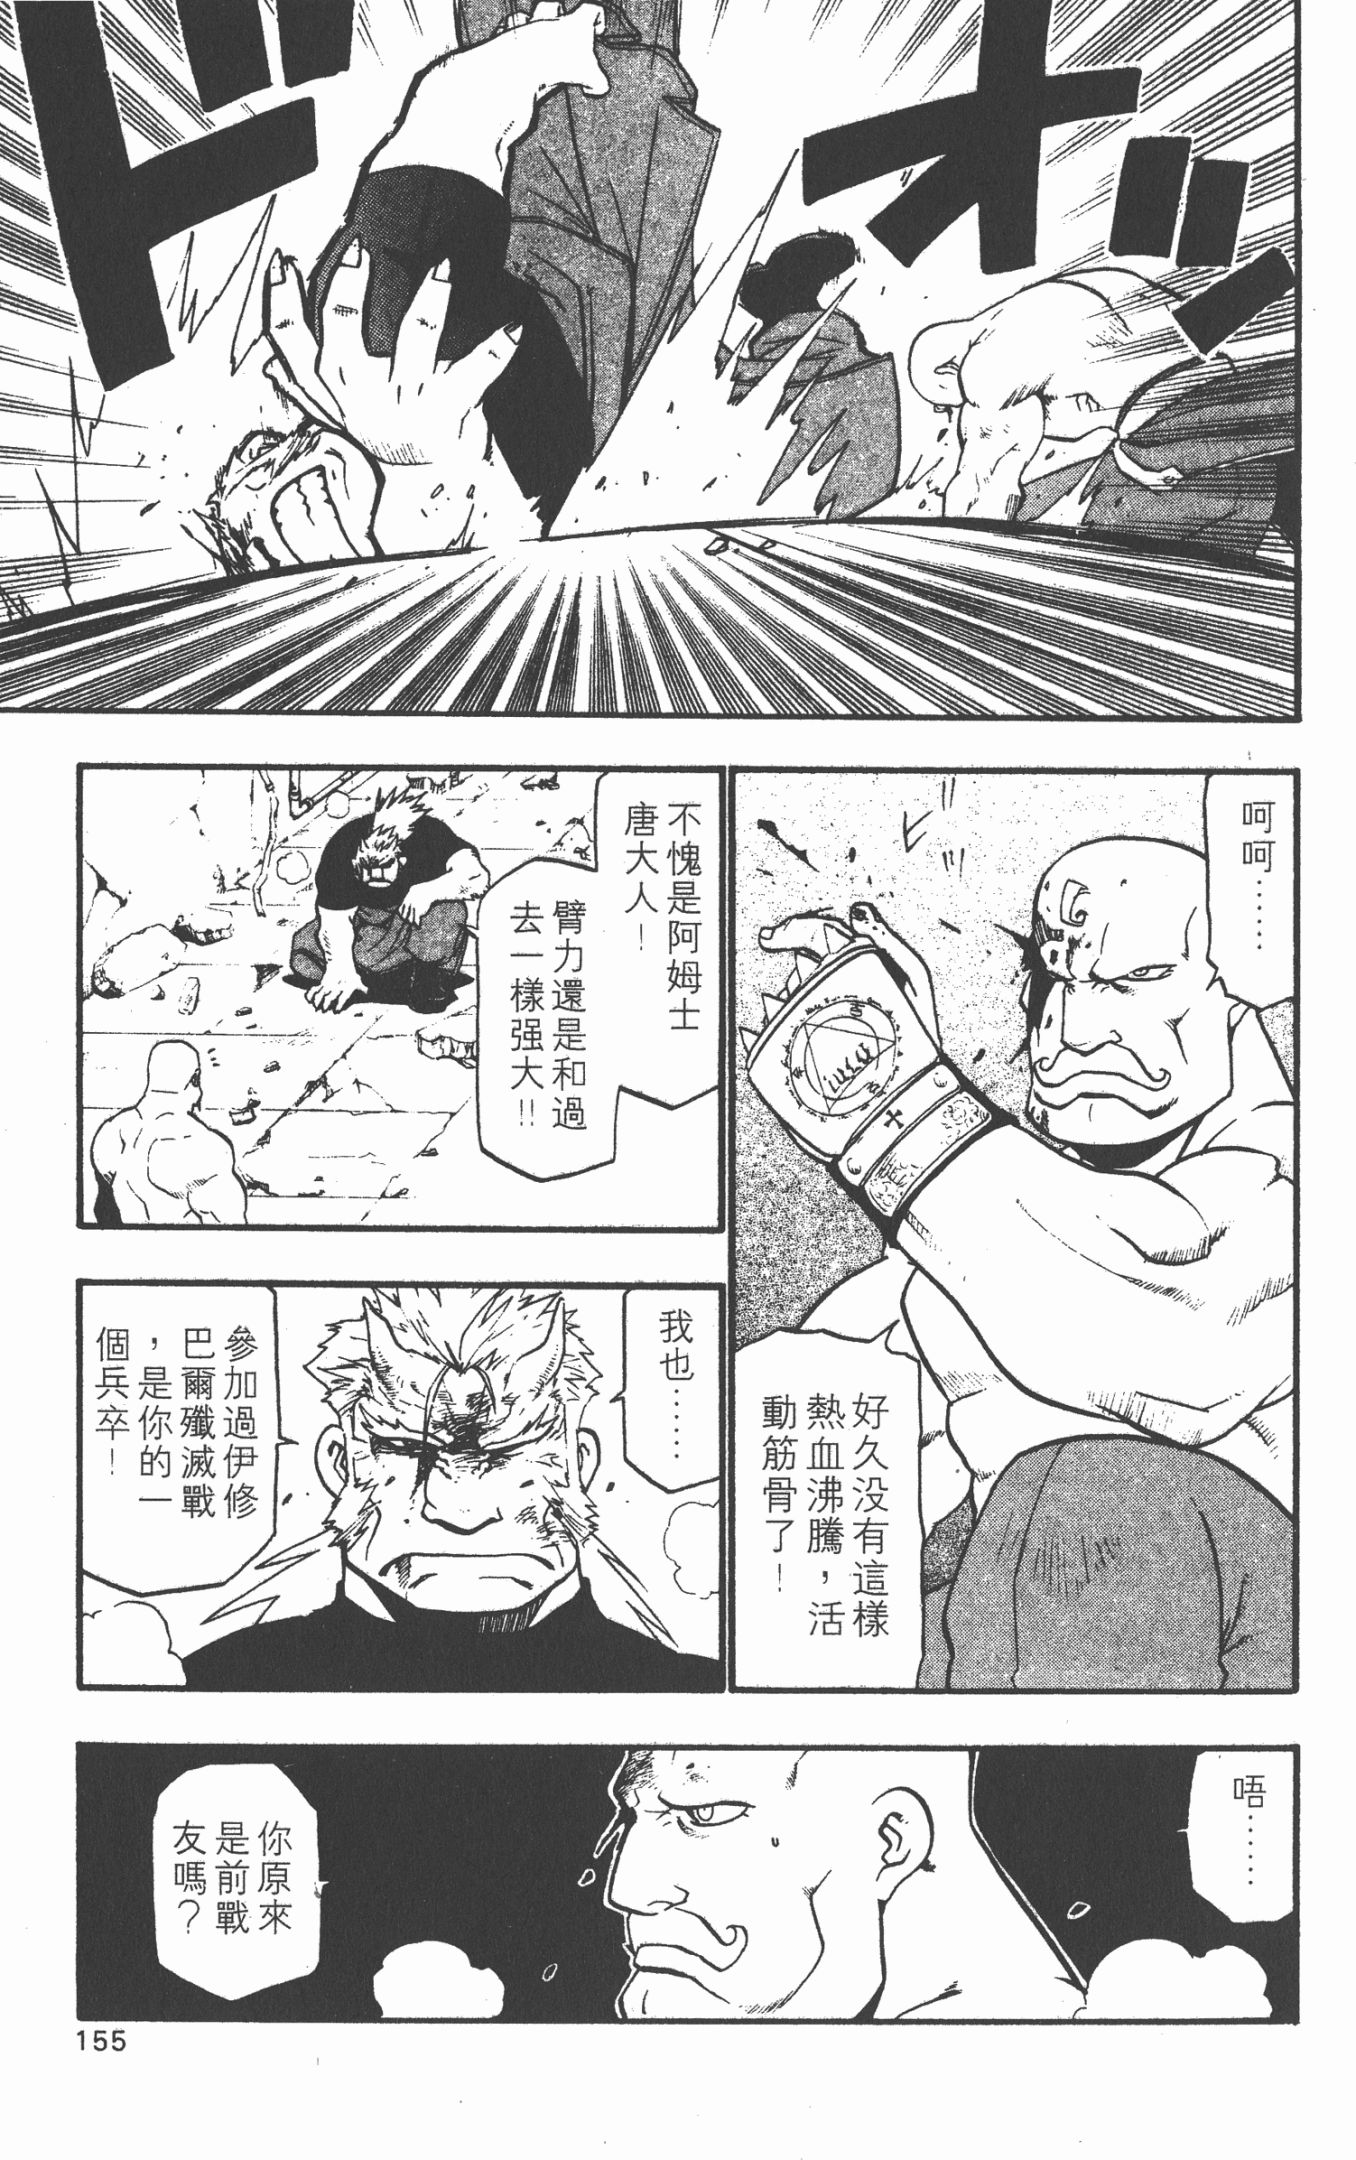 ドォッ
呵呵……
好久没有這樣
熱血沸騰，活
動筋骨了！
不愧是阿姆士
唐大人！
臂力還是和過
去一樣强大!!
我也……
參加過伊修
巴爾殲滅戰
，是你的一
個兵卒！
唔……
你原來
是前戰
友嗎？
155